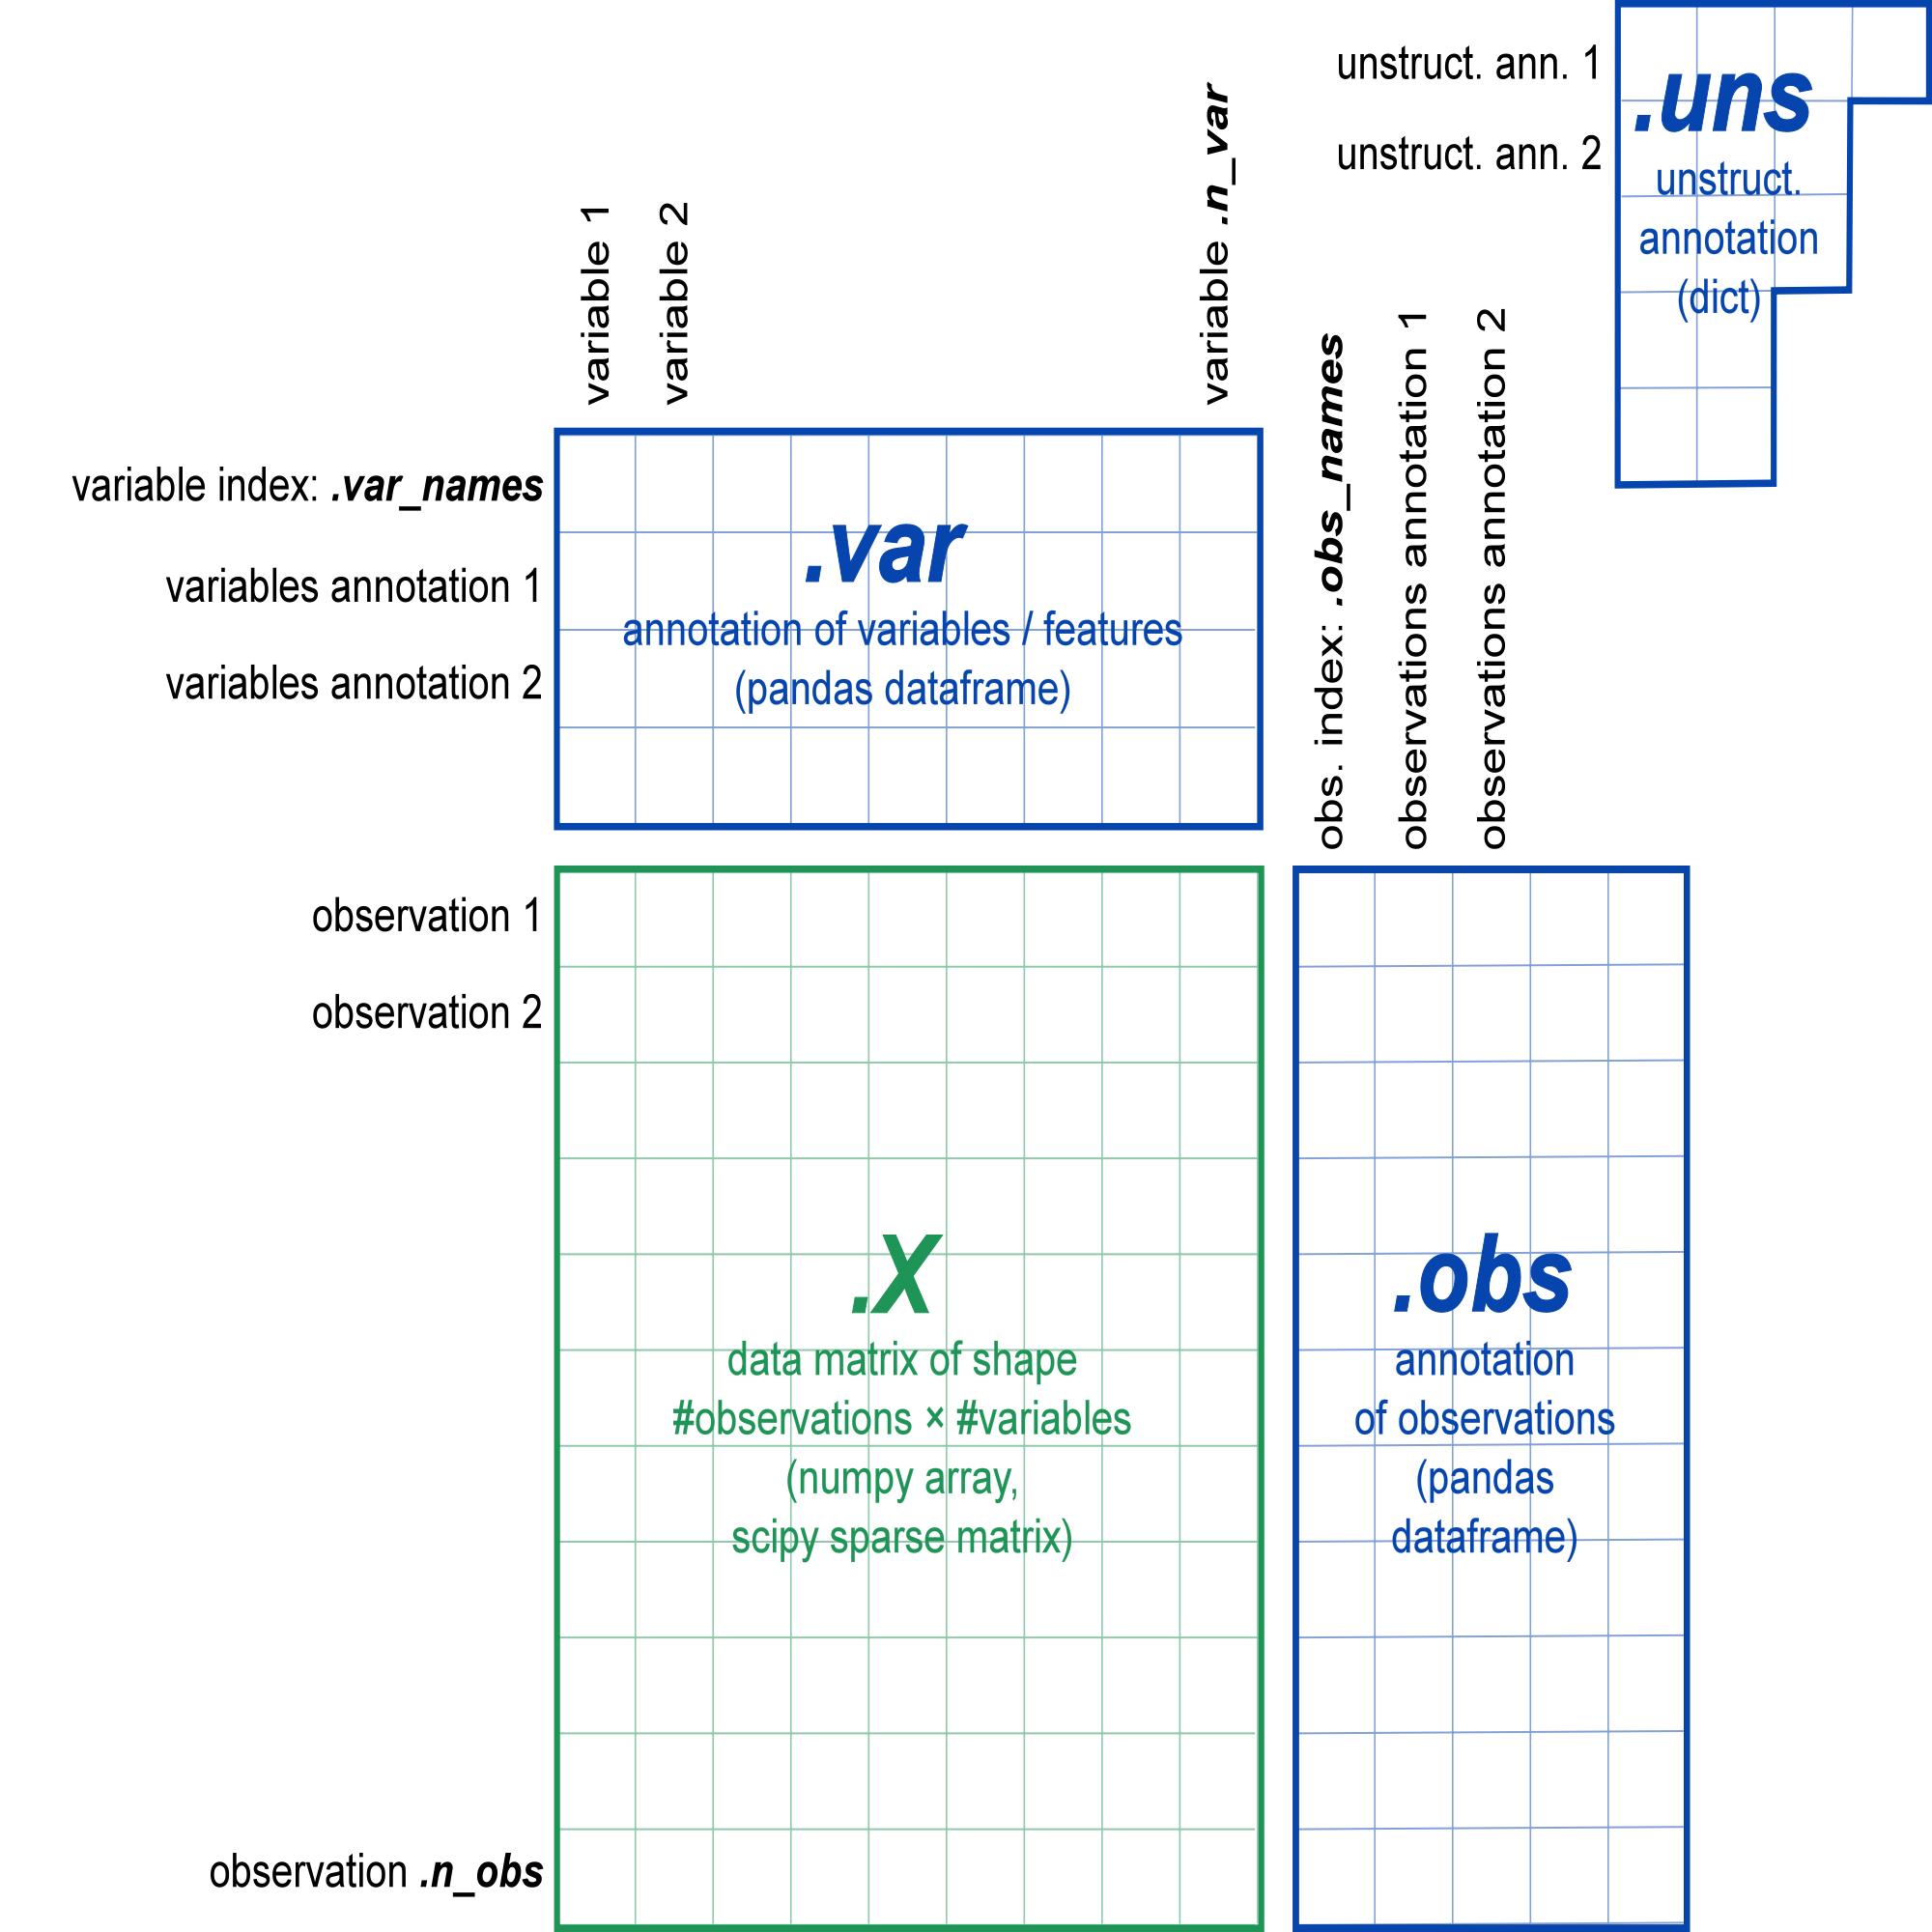 unstruct. ann. 1
unstruct. ann. 2
.uns
unstruct.
annotation
(dict)
variable 1
variable 2
variable .n_var
obs. index: .obs_names
observations annotation 1
observations annotation 2
variable index: .var_names
variables annotation 1
variables annotation 2
.var
annotation of variables / features
(pandas dataframe)
observation 1
observation 2
observation .n_obs
.X
data matrix of shape
#observations × #variables
(numpy array,
scipy sparse matrix)
.obs
annotation
of observations
(pandas
dataframe)